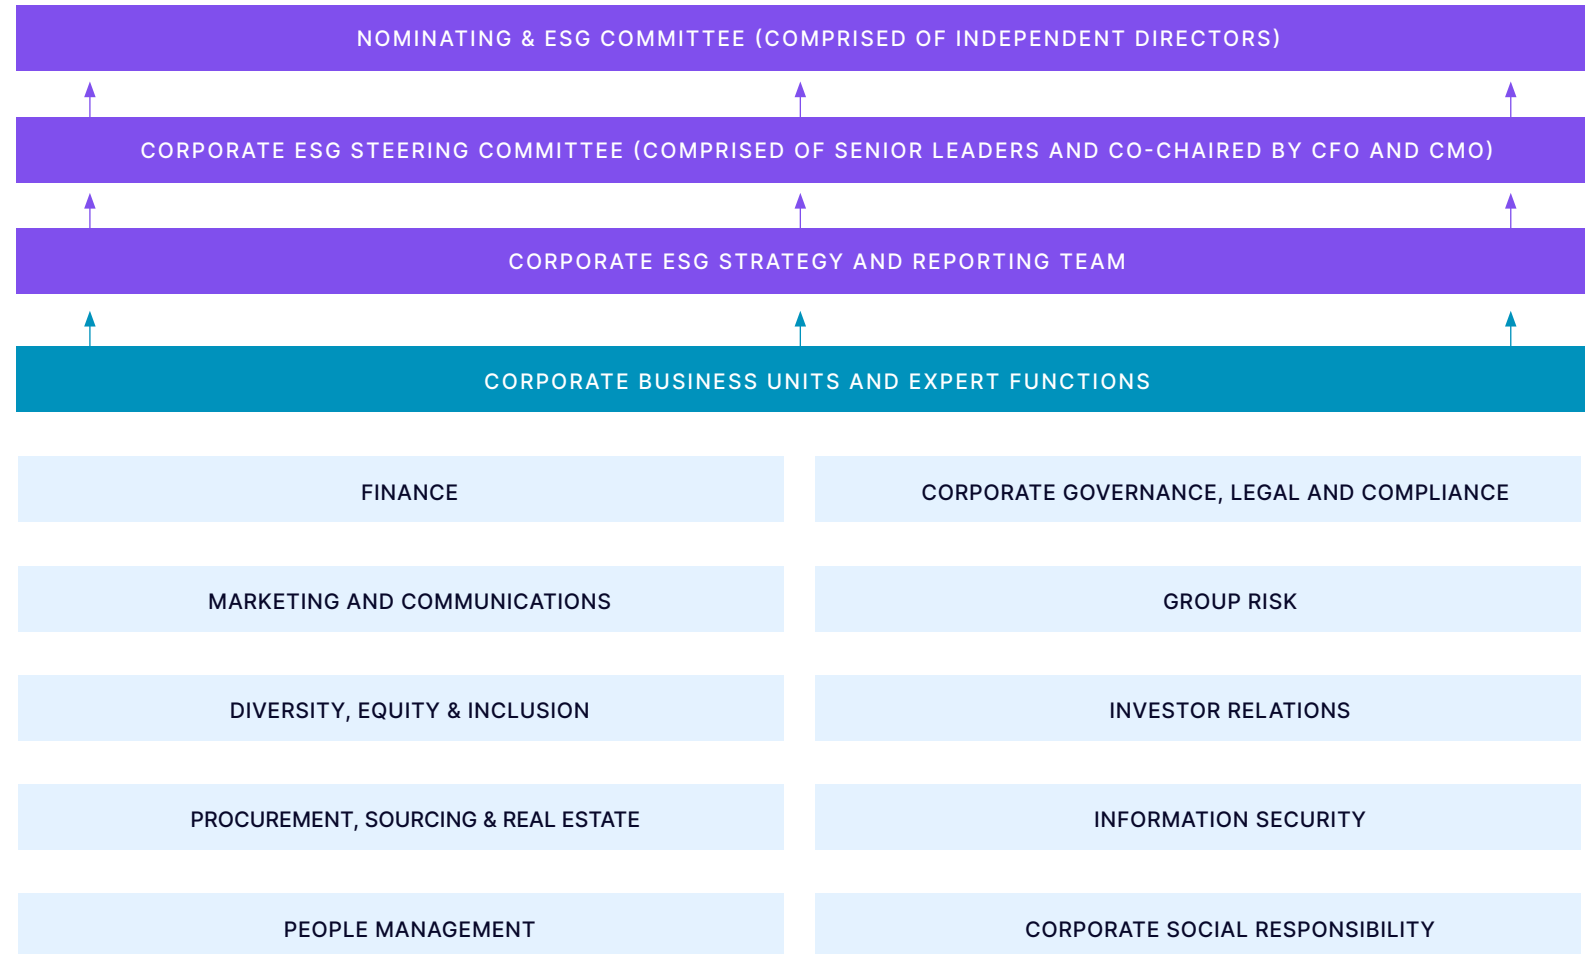 NOMINATING & ESG COMMITTEE (COMPRISED OF INDEPENDENT DIRECTORS)
CORPORATE ESG STEERING COMMITTEE (COMPRISED OF SENIOR LEADERS AND CO-CHAIRED BY CFO AND CMO)
CORPORATE ESG STRATEGY AND REPORTING TEAM
CORPORATE BUSINESS UNITS AND EXPERT FUNCTIONS
FINANCE
CORPORATE GOVERNANCE, LEGAL AND COMPLIANCE
MARKETING AND COMMUNICATIONS
GROUP RISK
DIVERSITY, EQUITY & INCLUSION
INVESTOR RELATIONS
PROCUREMENT, SOURCING & REAL ESTATE
INFORMATION SECURITY
PEOPLE MANAGEMENT
CORPORATE SOCIAL RESPONSIBILITY